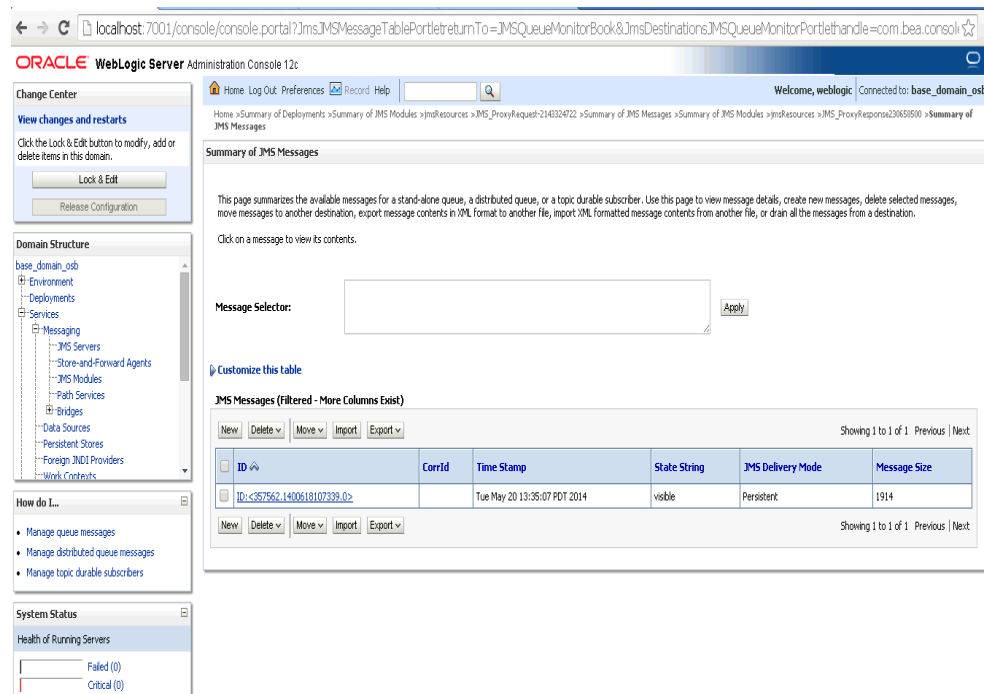 localhost:7001/console/console.portal?JmsJMSMessageTablePortletreturnTo=JMSQueueMonitorBook&JmsDestinationsJMSQueueMonitorPortlethandle=com.bea.consol
ORACLE WebLogic Server Administration Console 12c
Change Center
View changes and restarts
Click the Lock & Edit button to modify, add or
delete items in this domain.
Lock & Edit
Release Configuration
Domain Structure
base_domain_osb
Environment
Deployments
Services
Messaging
JMS Servers
Store-and-Forward Agents
JMS Modules
Path Services
Bridges
Data Sources
Persistent Stores
Foreign JNDI Providers
Work Contexts
How do I...
Manage queue messages
Manage distributed queue messages
Manage topic durable subscribers
System Status
Health of Running Servers
Failed (0)
Critical (0)
Home Log Out Preferences Record Help
Welcome, weblogic Connected to: base_domain_osb
Home >Summary of Deployments >Summary of JMS Modules >jmsResources >JMS_ProxyRequest-2143324722 >Summary of JMS Messages >Summary of JMS Modules >jmsResources >JMS_ProxyResponse230658500 >Summary of
JMS Messages
Summary of JMS Messages
This page summarizes the available messages for a stand-alone queue, a distributed queue, or a topic durable subscriber. Use this page to view message details, create new messages, delete selected messages,
move messages to another destination, export message contents in XML format to another file, import XML formatted message contents from another file, or drain all the messages from a destination.
Click on a message to view its contents.
Message Selector:
Apply
Customize this table
JMS Messages (Filtered - More Columns Exist)
New Delete Move Import Export Showing 1 to 1 of 1 Previous | Next
ID CorrId Time Stamp State String JMS Delivery Mode Message Size
ID:<357562.1400618107339.0> Tue May 20 13:35:07 PDT 2014 visible Persistent 1914
New Delete Move Import Export Showing 1 to 1 of 1 Previous | Next